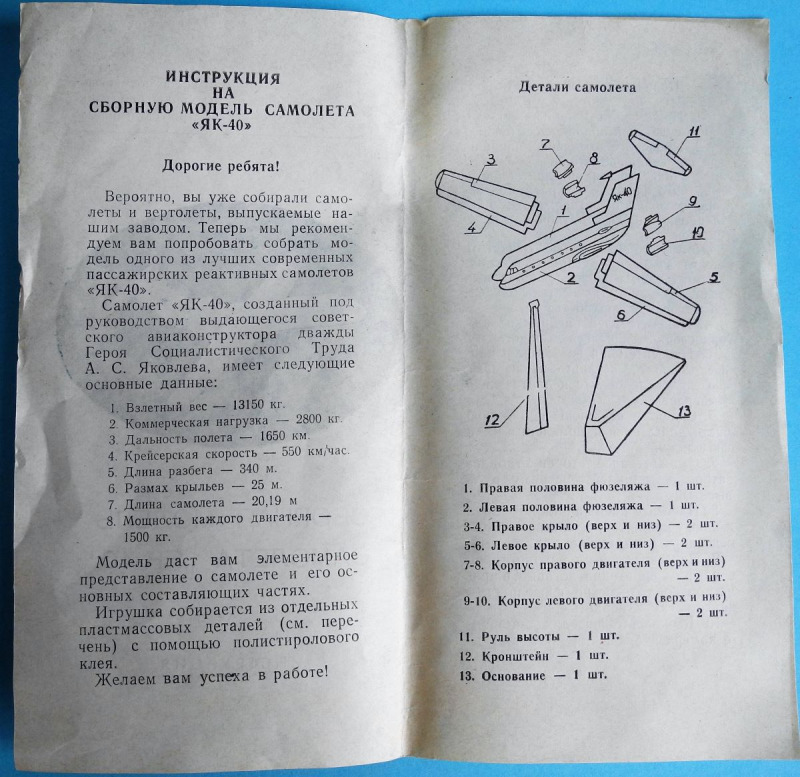 ИНСТРУКЦИЯ
НА
СБОРНУЮ МОДЕЛЬ САМОЛЕТА
«ЯК-40»
Дорогие ребята!
Вероятно, вы уже собирали само-
леты и вертолеты, выпускаемые на-
шим заводом. Теперь мы рекомен-
дуем вам попробовать собрать мо-
дель одного из лучших современных
пассажирских реактивных самолетов
«ЯК-40».
Самолет «ЯК-40», созданный под
руководством выдающегося совет-
ского авиаконструктора дважды
Героя Социалистического Труда
А. С. Яковлева, имеет следующие
основные данные:
1. Взлетный вес — 13150 кг.
2. Коммерческая нагрузка — 2800 кг.
3. Дальность полета — 1650 км.
4. Крейсерская скорость — 550 км/час.
5. Длина разбега — 340 м.
6. Размах крыльев — 25 м.
7. Длина самолета — 20,19 м
8. Мощность каждого двигателя —
1500 кг.
Модель даст вам элементарное
представление о самолете и его ос-
новных составляющих частях.
Игрушка собирается из отдельных
пластмассовых деталей (см. пере-
чень) с помощью полистиролового
клея.
Желаем вам успеха в работе!
Детали самолета
11
7
8
3
ЯК-40
1
9
4
10
2
5
6
12
13
1. Правая половина фюзеляжа — 1 шт.
2. Левая половина фюзеляжа — 1 шт.
3-4. Правое крыло (верх и низ) — 2 шт.
5-6. Левое крыло (верх и низ) — 2 шт.
7-8. Корпус правого двигателя (верх и низ)
— 2 шт.
9-10. Корпус левого двигателя (верх и низ)
— 2 шт.
11. Руль высоты — 1 шт.
12. Кронштейн — 1 шт.
13. Основание — 1 шт.